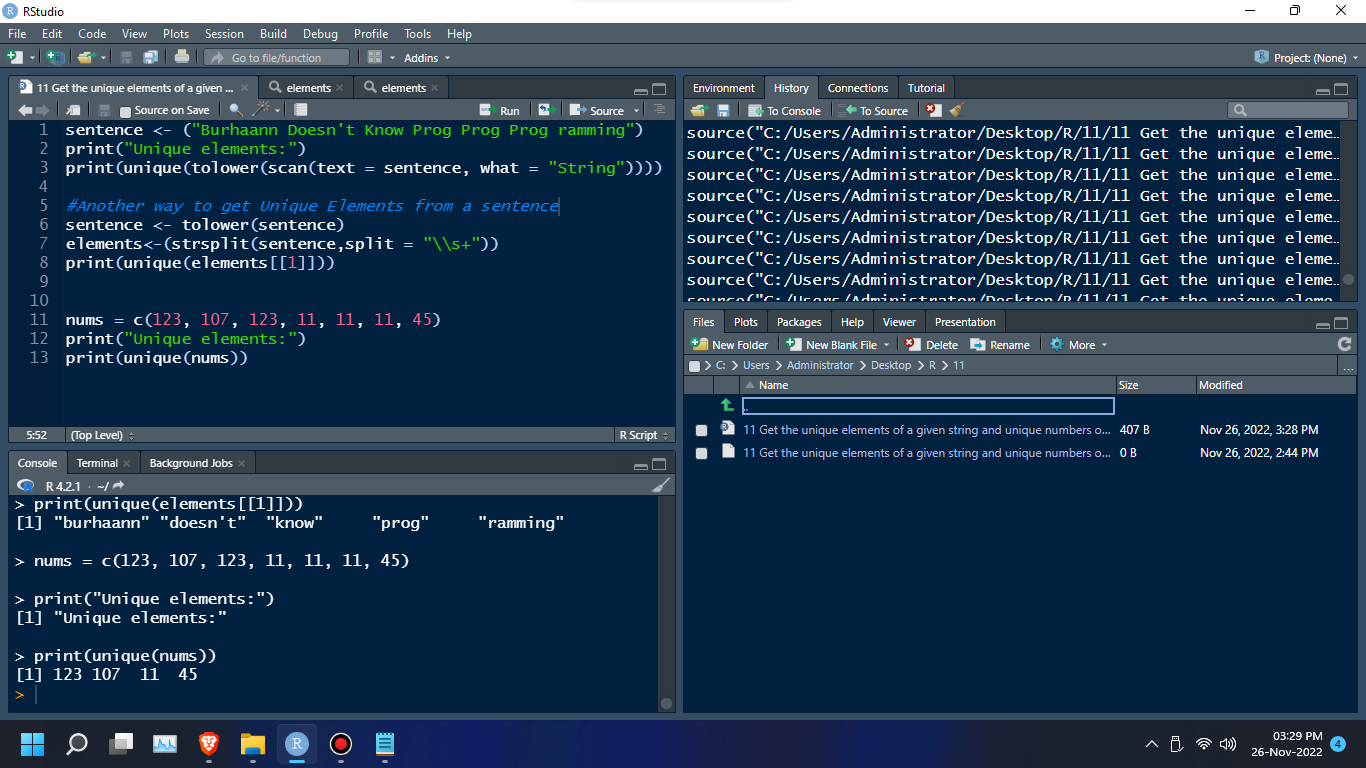 RStudio
File Edit Code View Plots Session Build Debug Profile Tools Help
Go to file/function Addins Project: (None)
11 Get the unique elements of a given ... elements elements
Source on Save Run Source
1 sentence <- ("Burhaann Doesn't Know Prog Prog Prog ramming")
2 print("Unique elements:")
3 print(unique(tolower(scan(text = sentence, what = "String"))))
4
5 #Another way to get Unique Elements from a sentence
6 sentence <- tolower(sentence)
7 elements<-(strsplit(sentence,split = "\\s+"))
8 print(unique(elements[[1]]))
9
10
11 nums = c(123, 107, 123, 11, 11, 11, 45)
12 print("Unique elements:")
13 print(unique(nums))
5:52 (Top Level) R Script
Console Terminal Background Jobs
R 4.2.1 · ~/
> print(unique(elements[[1]]))
[1] "burhaann" "doesn't" "know" "prog" "ramming"
> nums = c(123, 107, 123, 11, 11, 11, 45)
> print("Unique elements:")
[1] "Unique elements:"
> print(unique(nums))
[1] 123 107 11 45
>
Environment History Connections Tutorial
To Console To Source
source("C:/Users/Administrator/Desktop/R/11/11 Get the unique eleme…
source("C:/Users/Administrator/Desktop/R/11/11 Get the unique eleme…
source("C:/Users/Administrator/Desktop/R/11/11 Get the unique eleme…
source("C:/Users/Administrator/Desktop/R/11/11 Get the unique eleme…
source("C:/Users/Administrator/Desktop/R/11/11 Get the unique eleme…
source("C:/Users/Administrator/Desktop/R/11/11 Get the unique eleme…
source("C:/Users/Administrator/Desktop/R/11/11 Get the unique eleme…
source("C:/Users/Administrator/Desktop/R/11/11 Get the unique eleme…
source("C:/Users/Administrator/Desktop/R/11/11 Get the unique eleme…
Files Plots Packages Help Viewer Presentation
New Folder New Blank File Delete Rename More
C: > Users > Administrator > Desktop > R > 11 ...
Name Size Modified
..
11 Get the unique elements of a given string and unique numbers o... 407 B Nov 26, 2022, 3:28 PM
11 Get the unique elements of a given string and unique numbers o... 0 B Nov 26, 2022, 2:44 PM
03:29 PM
26-Nov-2022 4